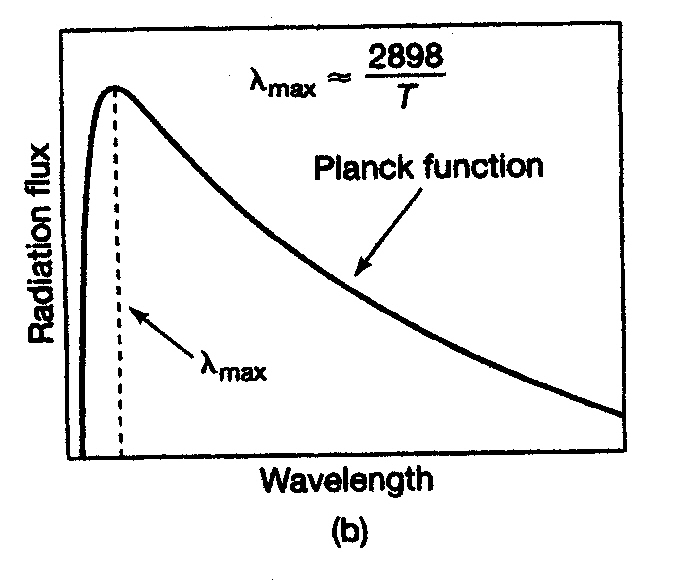 λmax ≈ 2898
T
Planck function
Radiation flux
λmax
Wavelength
(b)